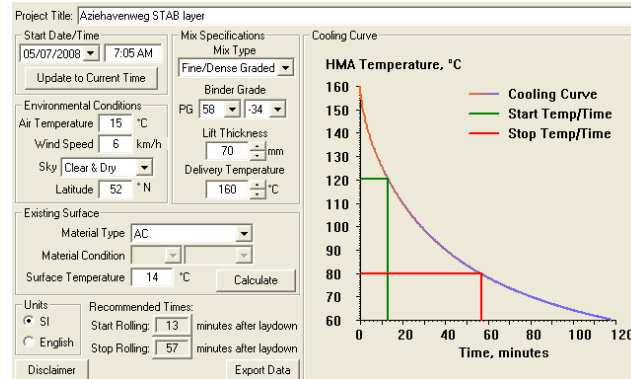 Project Title: Aziehavenweg STAB layer
Start Date/Time
05/07/2008 7:05 AM
Update to Current Time
Environmental Conditions
Air Temperature 15 °C
Wind Speed 6 km/h
Sky Clear & Dry
Latitude 52 ° N
Mix Specifications
Mix Type
Fine/Dense Graded
Binder Grade
PG 58 -34
Lift Thickness
70 mm
Delivery Temperature
160 °C
Existing Surface
Material Type AC
Material Condition
Surface Temperature 14 °C Calculate
Units
SI
English
Recommended Times:
Start Rolling: 13 minutes after laydown
Stop Rolling: 57 minutes after laydown
Disclaimer Export Data
Cooling Curve
HMA Temperature, °C
160
150
140
130
120
110
100
90
80
70
60
Cooling Curve
Start Temp/Time
Stop Temp/Time
0 20 40 60 80 100 120
Time, minutes